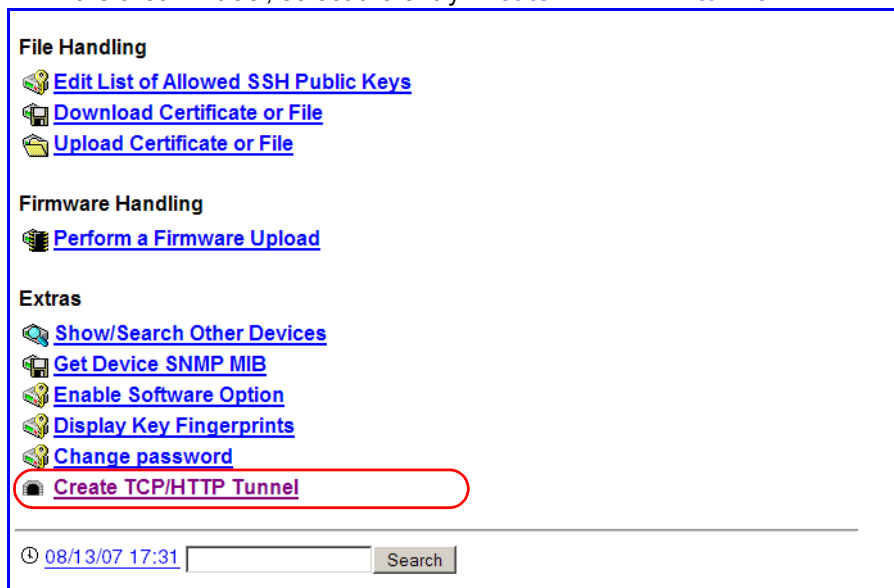 File Handling
Edit List of Allowed SSH Public Keys
Download Certificate or File
Upload Certificate or File
Firmware Handling
Perform a Firmware Upload
Extras
Show/Search Other Devices
Get Device SNMP MIB
Enable Software Option
Display Key Fingerprints
Change password
Create TCP/HTTP Tunnel
08/13/07 17:31 Search